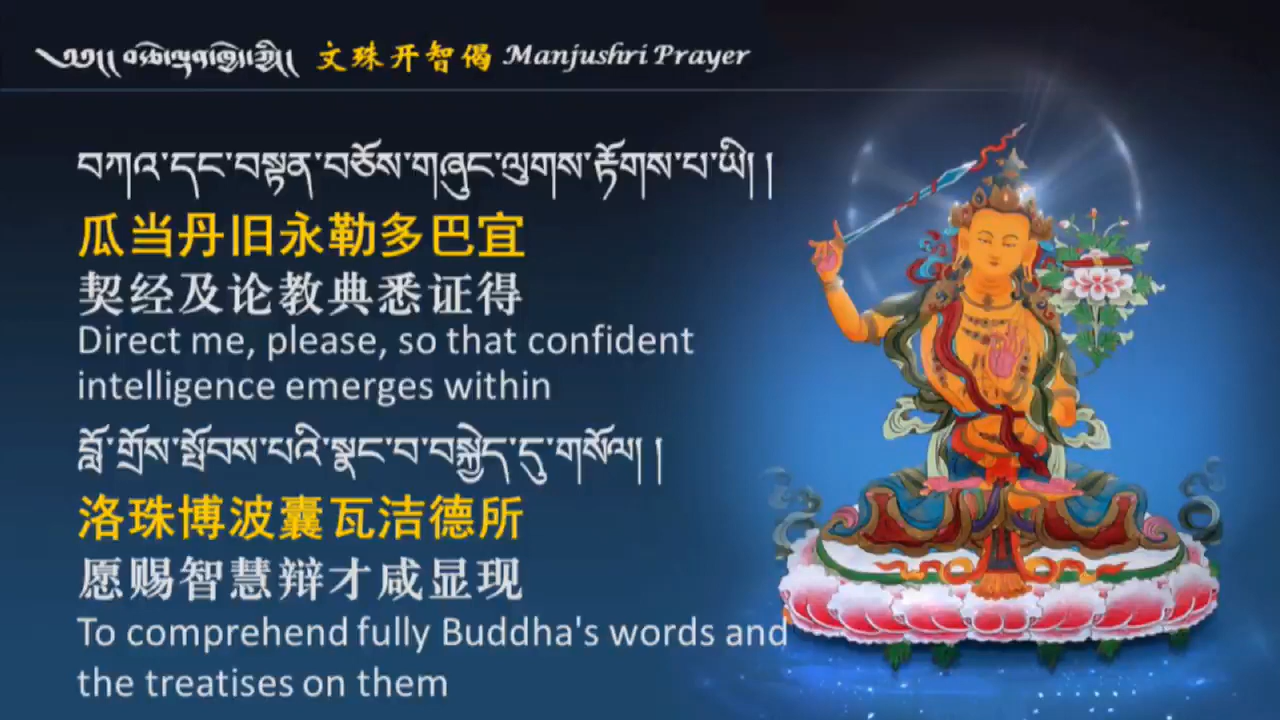 文殊开智偈 Manjushri Prayer
བཀའ་དང་བསྟན་བཅོས་གཞུང་ལུགས་རྟོགས་པ་ཡི། །
瓜当丹旧永勒多巴宜
契经及论教典悉证得
Direct me, please, so that confident
intelligence emerges within
བློ་གྲོས་སྤོབས་པའི་སྣང་བ་བསྐྱེད་དུ་གསོལ། །
洛珠博波囊瓦洁德所
愿赐智慧辩才咸显现
To comprehend fully Buddha's words and
the treatises on them